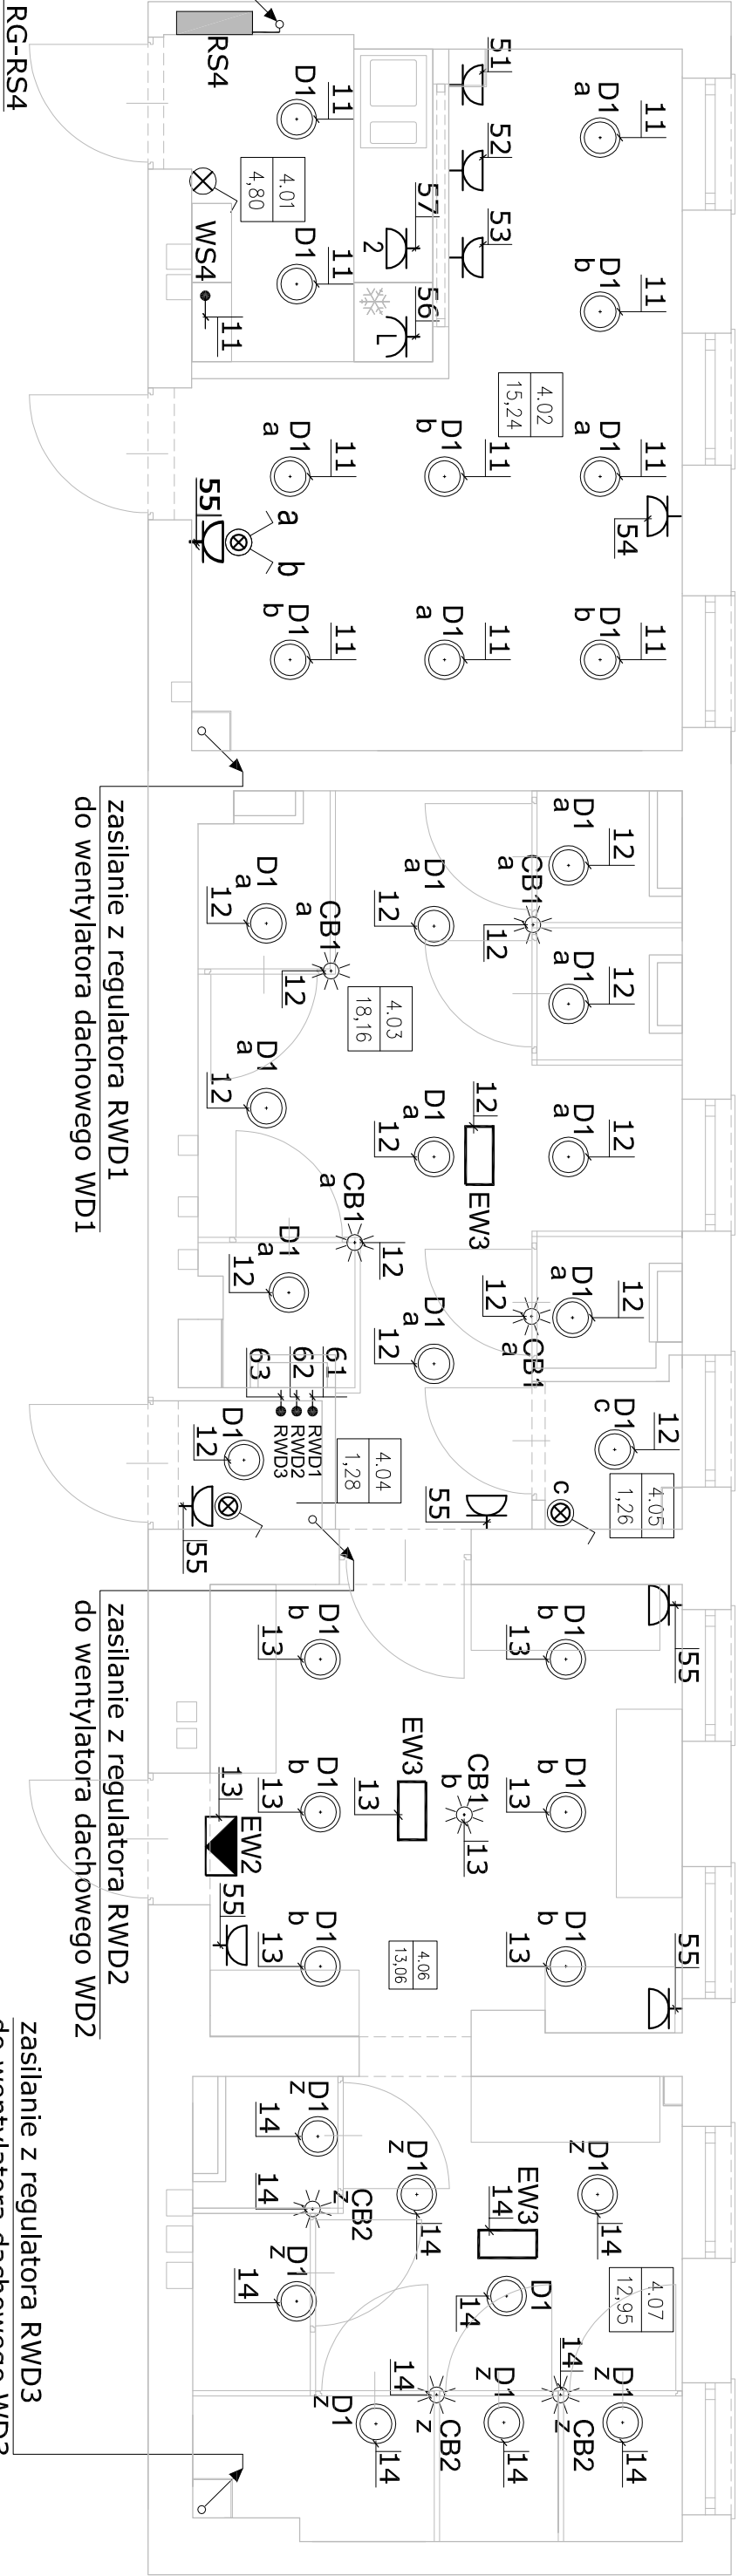 RG-RS4
RS4
D1
11
4.01
4,80
WS4
11
D1
11
51
52
53
57
2
56
L
D1
a
11
D1
b
11
4.02
15,24
D1
a
11
D1
b
11
D1
a
11
54
55
a
b
D1
b
11
D1
a
11
D1
b
11
zasilanie z regulatora RWD1
do wentylatora dachowego WD1
D1
a
12
CB1
a
12
D1
a
12
D1
a
12
CB1
a
12
D1
a
12
4.03
18,16
D1
a
12
D1
a
12
12
EW3
D1
a
12
CB1
a
12
D1
a
12
D1
a
12
CB1
a
12
D1
a
12
61
62
63
RWD1
RWD2
RWD3
D1
12
4.04
1,28
D1
c
12
4.05
1,26
c
55
55
zasilanie z regulatora RWD2
do wentylatora dachowego WD2
D1
b
13
D1
b
13
55
D1
b
13
EW3
13
CB1
b
13
D1
b
13
13
EW2
55
D1
b
13
4.06
13,06
D1
b
13
55
zasilanie z regulatora RWD3
do wentylatora dachowego WD3
D1
z
14
CB2
z
14
D1
z
14
D1
z
14
EW3
14
D1
z
14
4.07
12,95
D1
14
D1
z
14
CB2
z
14
D1
z
14
CB2
z
14
D1
z
14